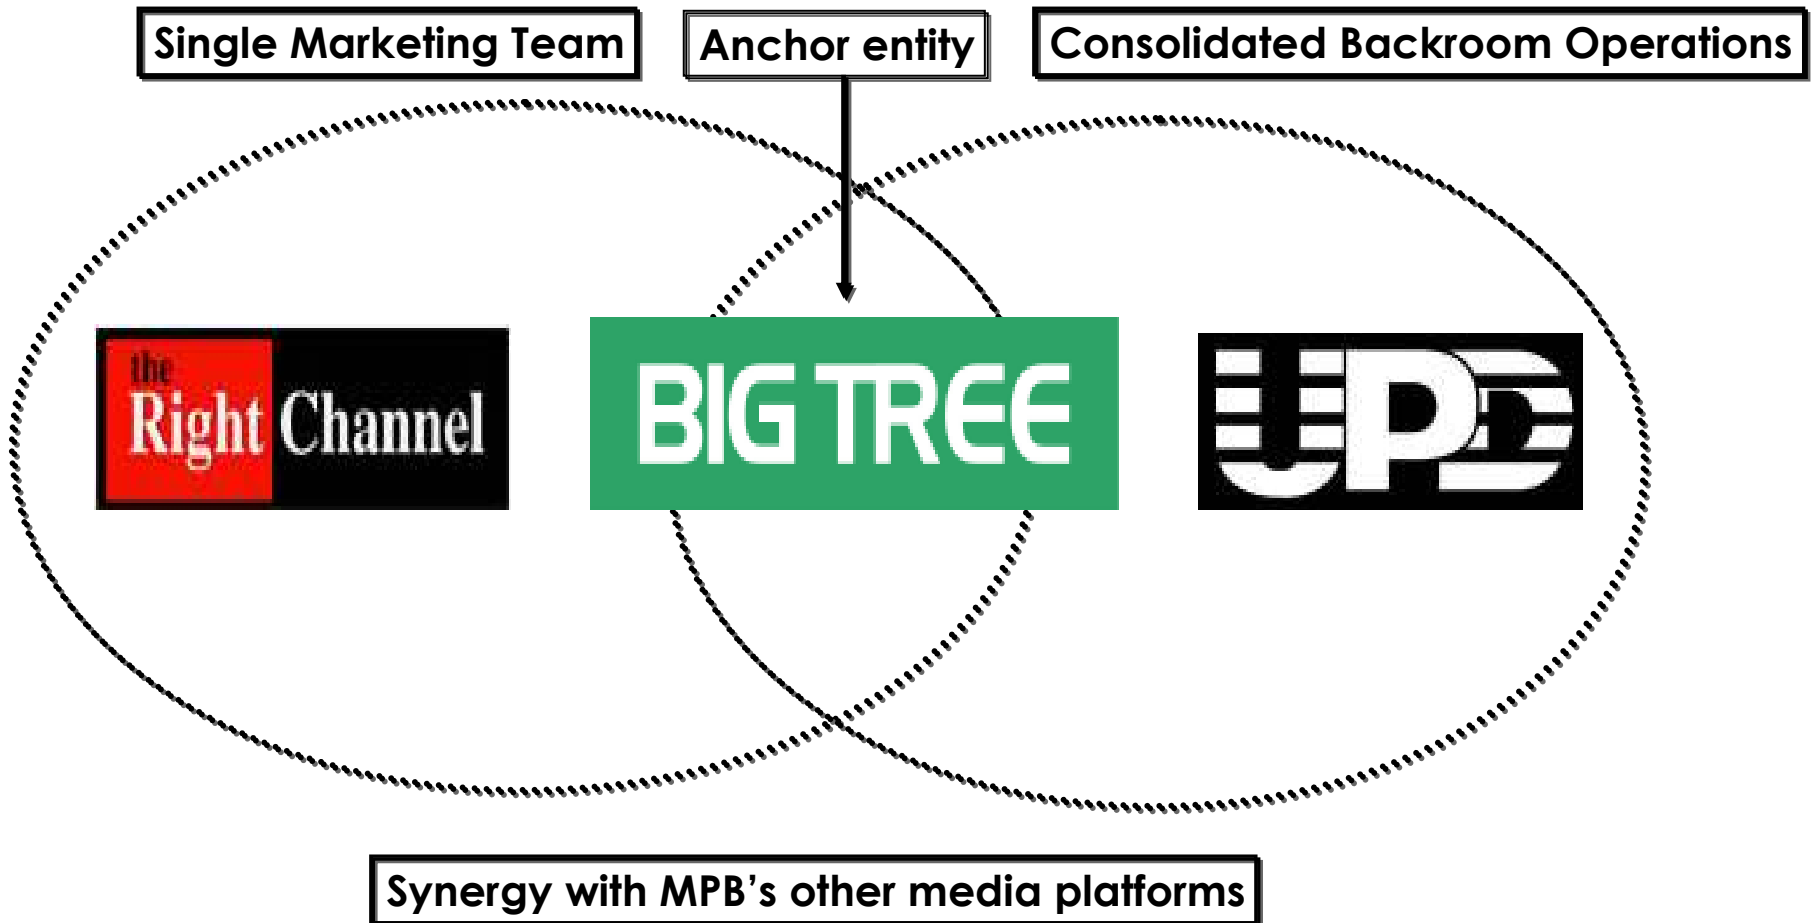 Single Marketing Team
Anchor entity
Consolidated Backroom Operations
the
Right Channel
BIG TREE
UPD
Synergy with MPB’s other media platforms